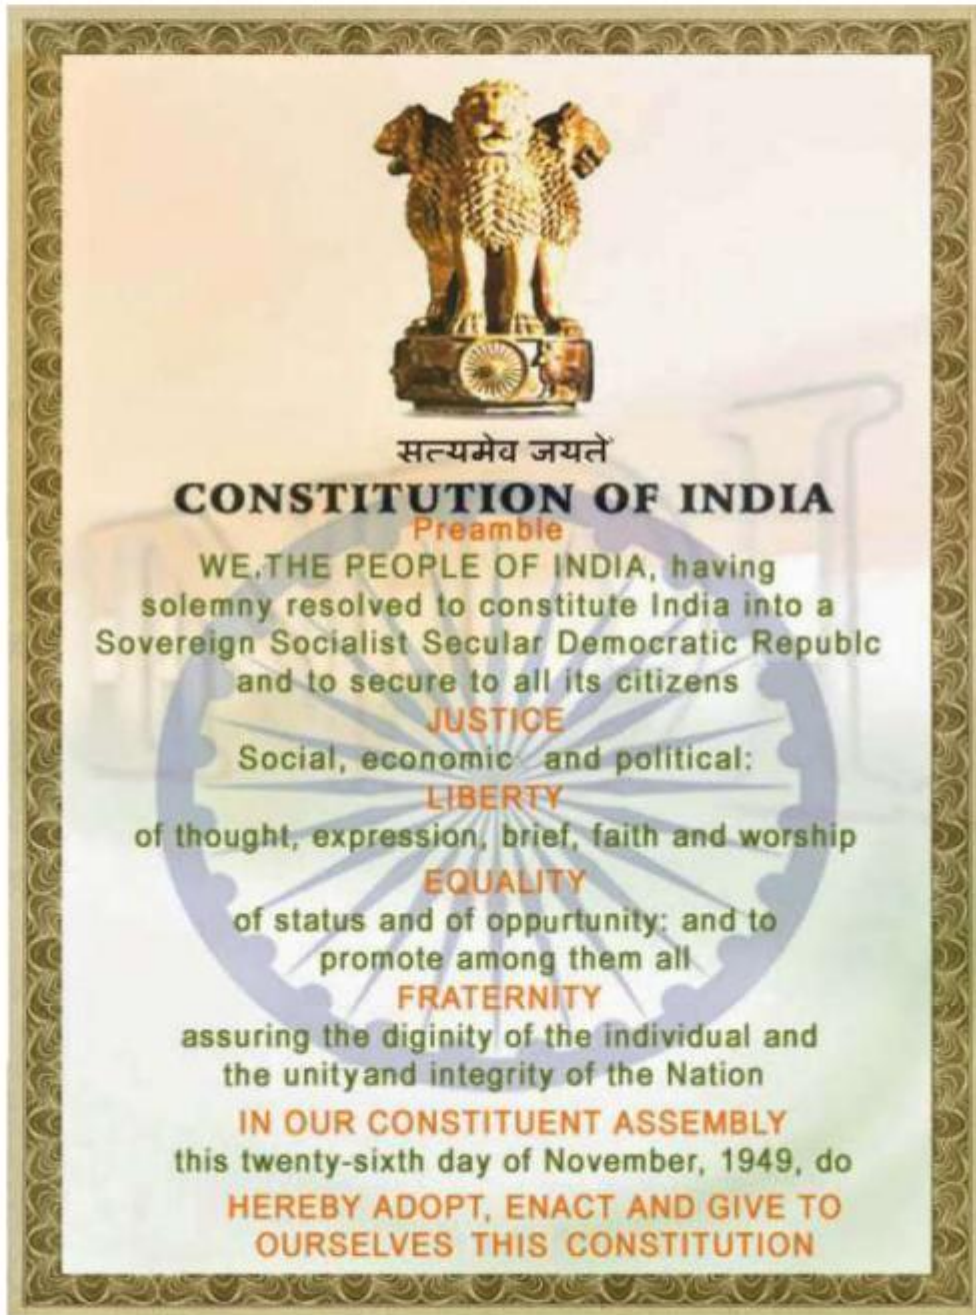 सत्यमेव जयते
CONSTITUTION OF INDIA
Preamble
WE,THE PEOPLE OF INDIA, having
solemny resolved to constitute India into a
Sovereign Socialist Secular Democratic Republc
and to secure to all its citizens
JUSTICE
Social, economic and political:
LIBERTY
of thought, expression, brief, faith and worship
EQUALITY
of status and of oppurtunity: and to
promote among them all
FRATERNITY
assuring the diginity of the individual and
the unityand integrity of the Nation
IN OUR CONSTITUENT ASSEMBLY
this twenty-sixth day of November, 1949, do
HEREBY ADOPT, ENACT AND GIVE TO
OURSELVES THIS CONSTITUTION